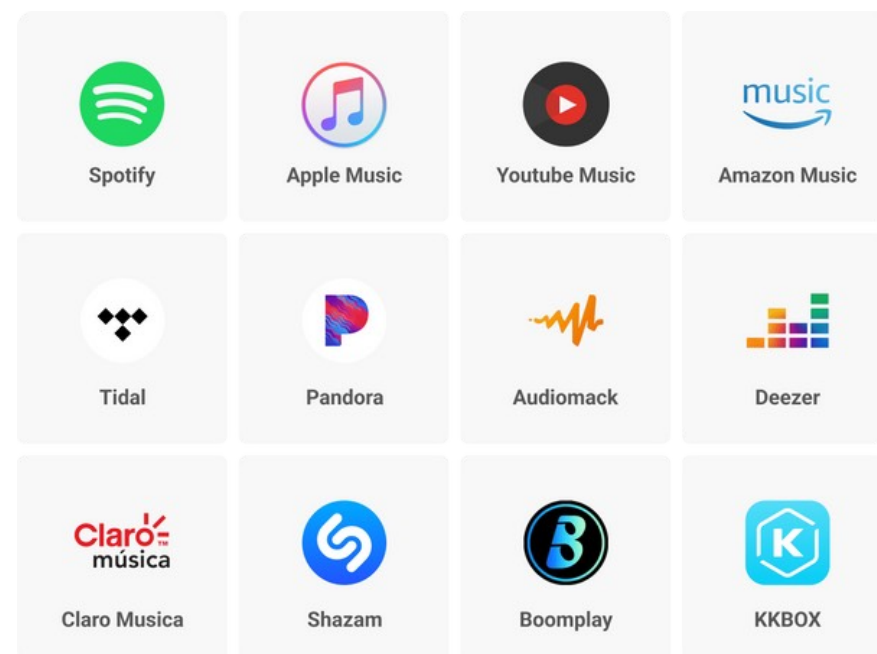 music
Spotify
Apple Music
Youtube Music
Amazon Music
Tidal
Pandora
Audiomack
Deezer
Claro
TM
música
B
K
Claro Musica
Shazam
Boomplay
KKBOX